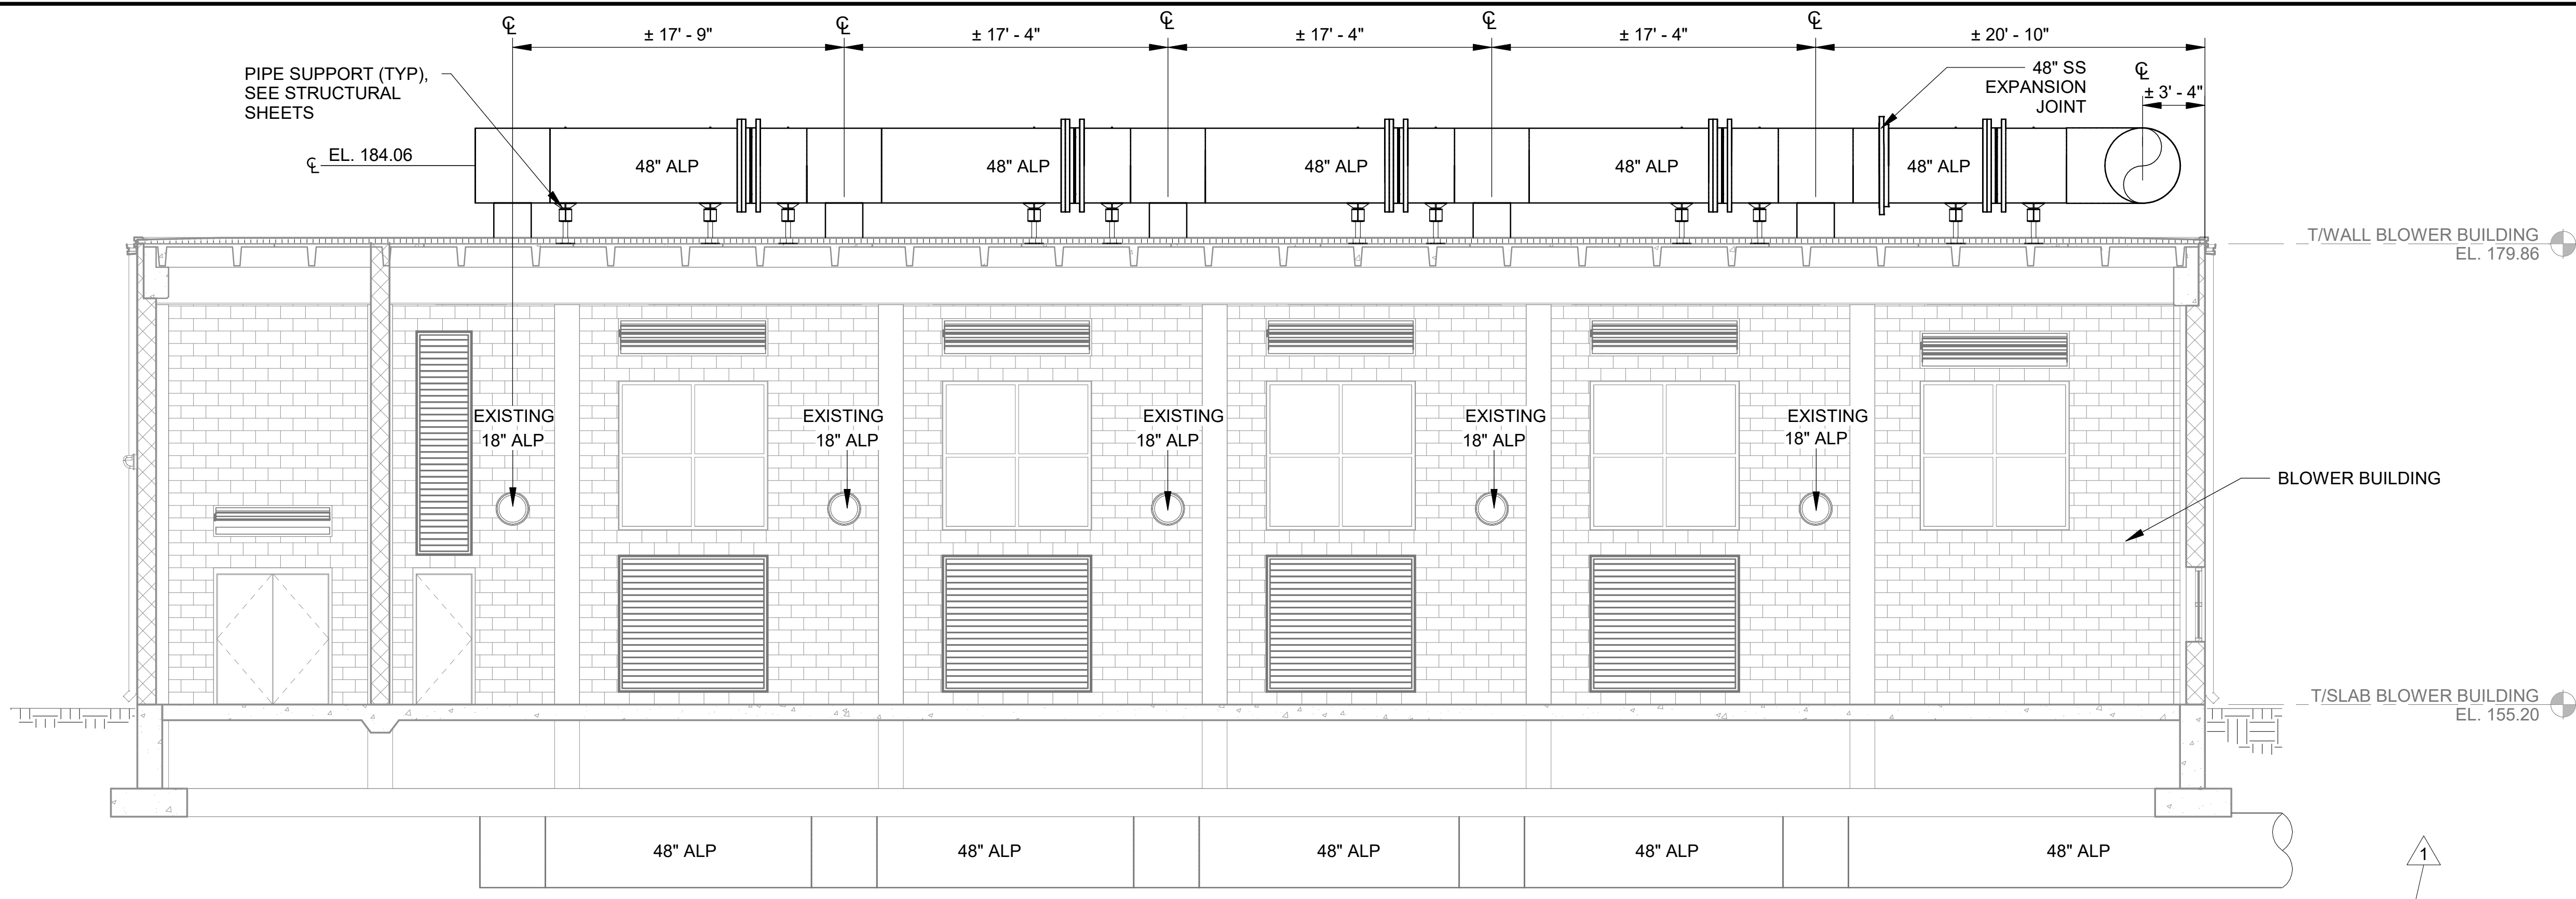 ℄ ℄ ℄ ℄ ℄
± 17' - 9" ± 17' - 4" ± 17' - 4" ± 17' - 4" ± 20' - 10"
PIPE SUPPORT (TYP),
SEE STRUCTURAL
SHEETS
48" SS
EXPANSION
JOINT
℄
± 3' - 4"
℄ EL. 184.06
48" ALP 48" ALP 48" ALP 48" ALP 48" ALP
T/WALL BLOWER BUILDING
EL. 179.86
EXISTING
18" ALP
EXISTING
18" ALP
EXISTING
18" ALP
EXISTING
18" ALP
EXISTING
18" ALP
BLOWER BUILDING
T/SLAB BLOWER BUILDING
EL. 155.20
48" ALP 48" ALP 48" ALP 48" ALP 48" ALP
1